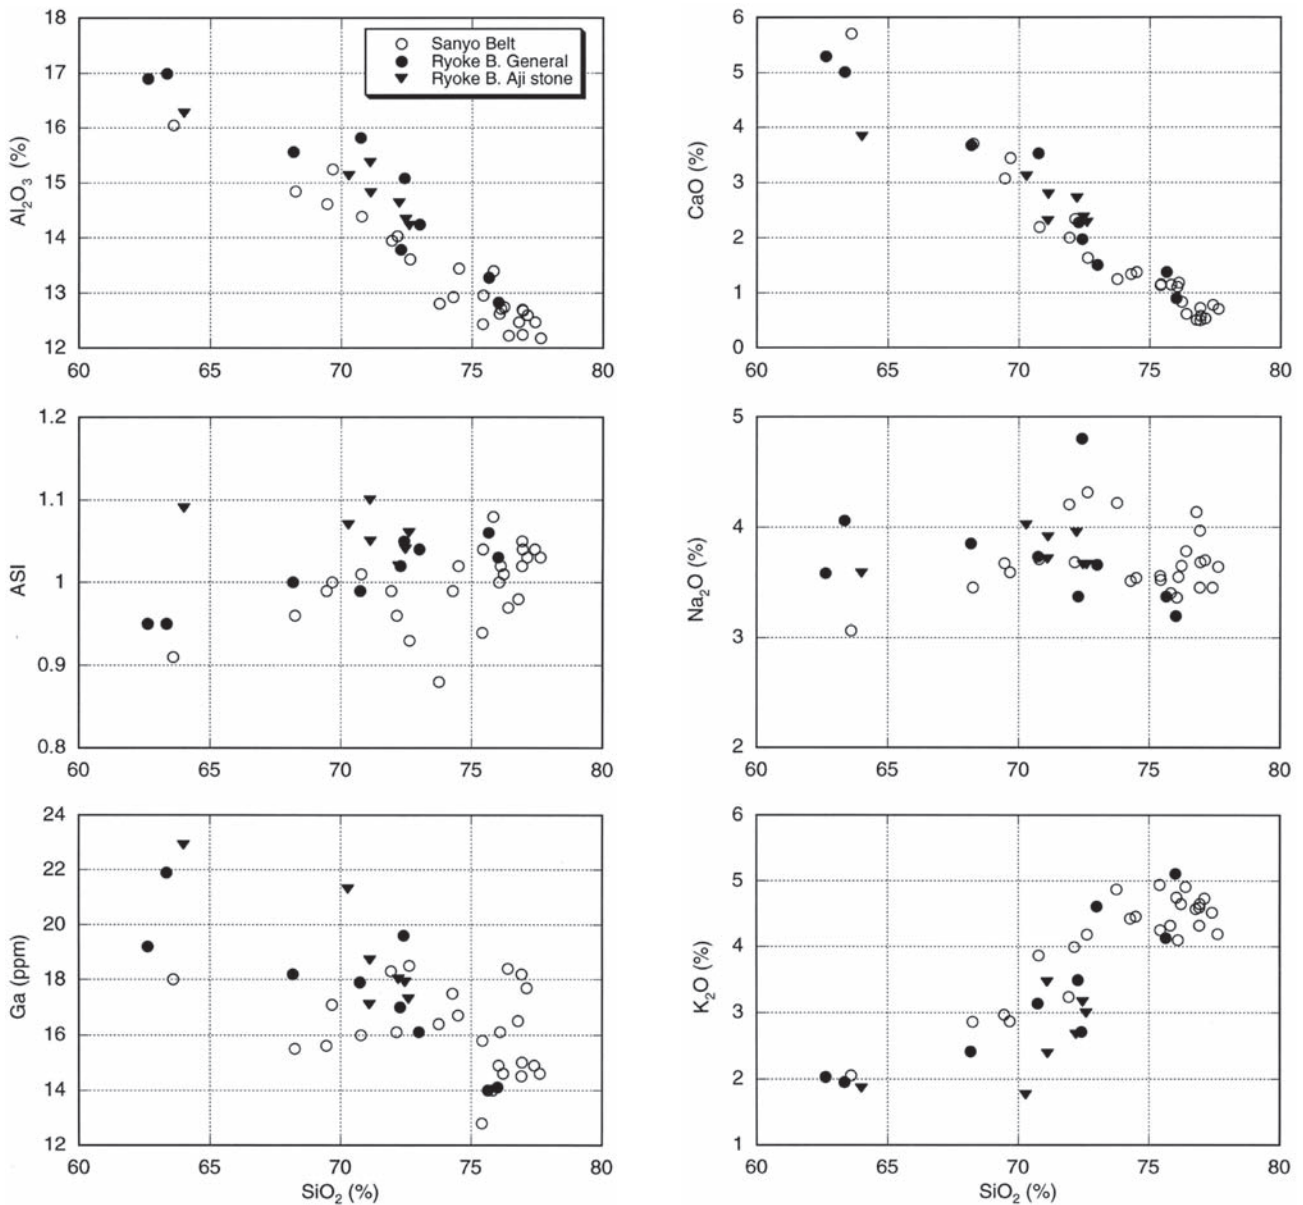 18
17
16
15
14
13
12
Al2O3 (%)
60 65 70 75 80
Sanyo Belt
Ryoke B. General
Ryoke B. Aji stone
6
5
4
3
2
1
0
CaO (%)
60 65 70 75 80
1.2
1.1
1
0.9
0.8
ASI
60 65 70 75 80
5
4
3
2
Na2O (%)
60 65 70 75 80
24
22
20
18
16
14
12
Ga (ppm)
60 65 70 75 80
SiO2 (%)
6
5
4
3
2
1
K2O (%)
60 65 70 75 80
SiO2 (%)